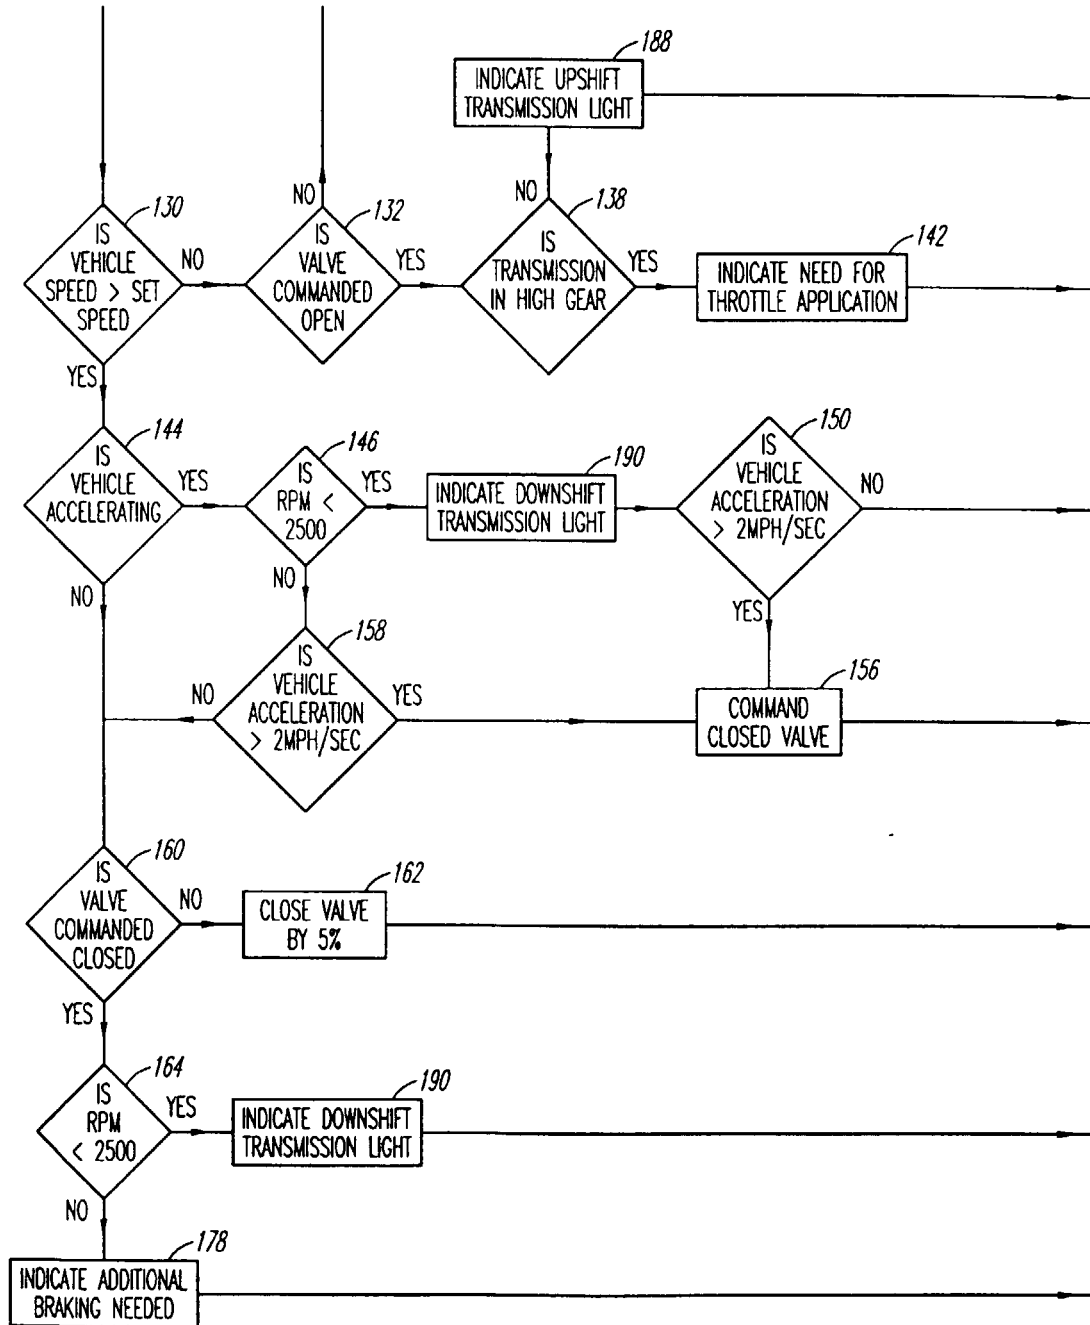 188
INDICATE UPSHIFT
TRANSMISSION LIGHT
NO
NO
130
IS
VEHICLE
SPEED > SET
SPEED
NO
YES
132
IS
VALVE
COMMANDED
OPEN
YES
138
IS
TRANSMISSION
IN HIGH GEAR
YES
142
INDICATE NEED FOR
THROTTLE APPLICATION
144
IS
VEHICLE
ACCELERATING
YES
NO
146
IS
RPM <
2500
YES
NO
190
INDICATE DOWNSHIFT
TRANSMISSION LIGHT
150
IS
VEHICLE
ACCELERATION
> 2MPH/SEC
NO
YES
158
IS
VEHICLE
ACCELERATION
> 2MPH/SEC
NO
YES
156
COMMAND
CLOSED VALVE
160
IS
VALVE
COMMANDED
CLOSED
NO
YES
162
CLOSE VALVE
BY 5%
164
IS
RPM
< 2500
YES
NO
190
INDICATE DOWNSHIFT
TRANSMISSION LIGHT
178
INDICATE ADDITIONAL
BRAKING NEEDED